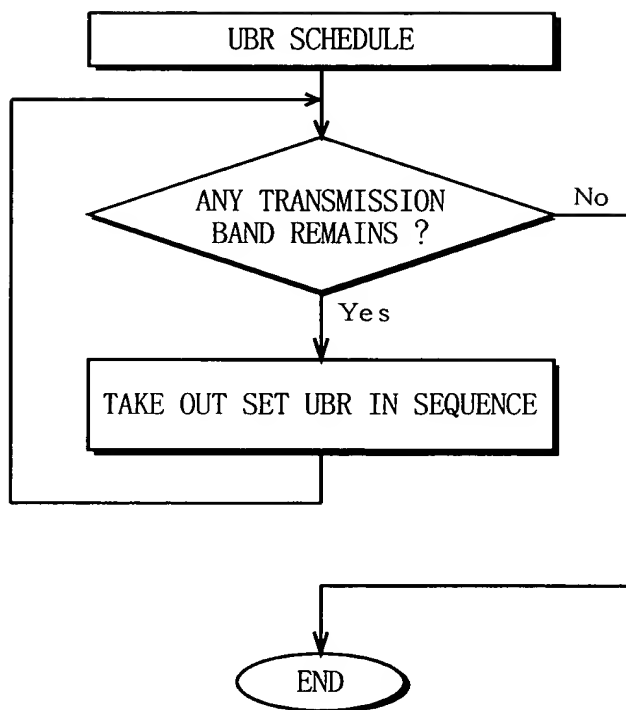 UBR SCHEDULE
ANY TRANSMISSION
BAND REMAINS ?
No
Yes
TAKE OUT SET UBR IN SEQUENCE
END